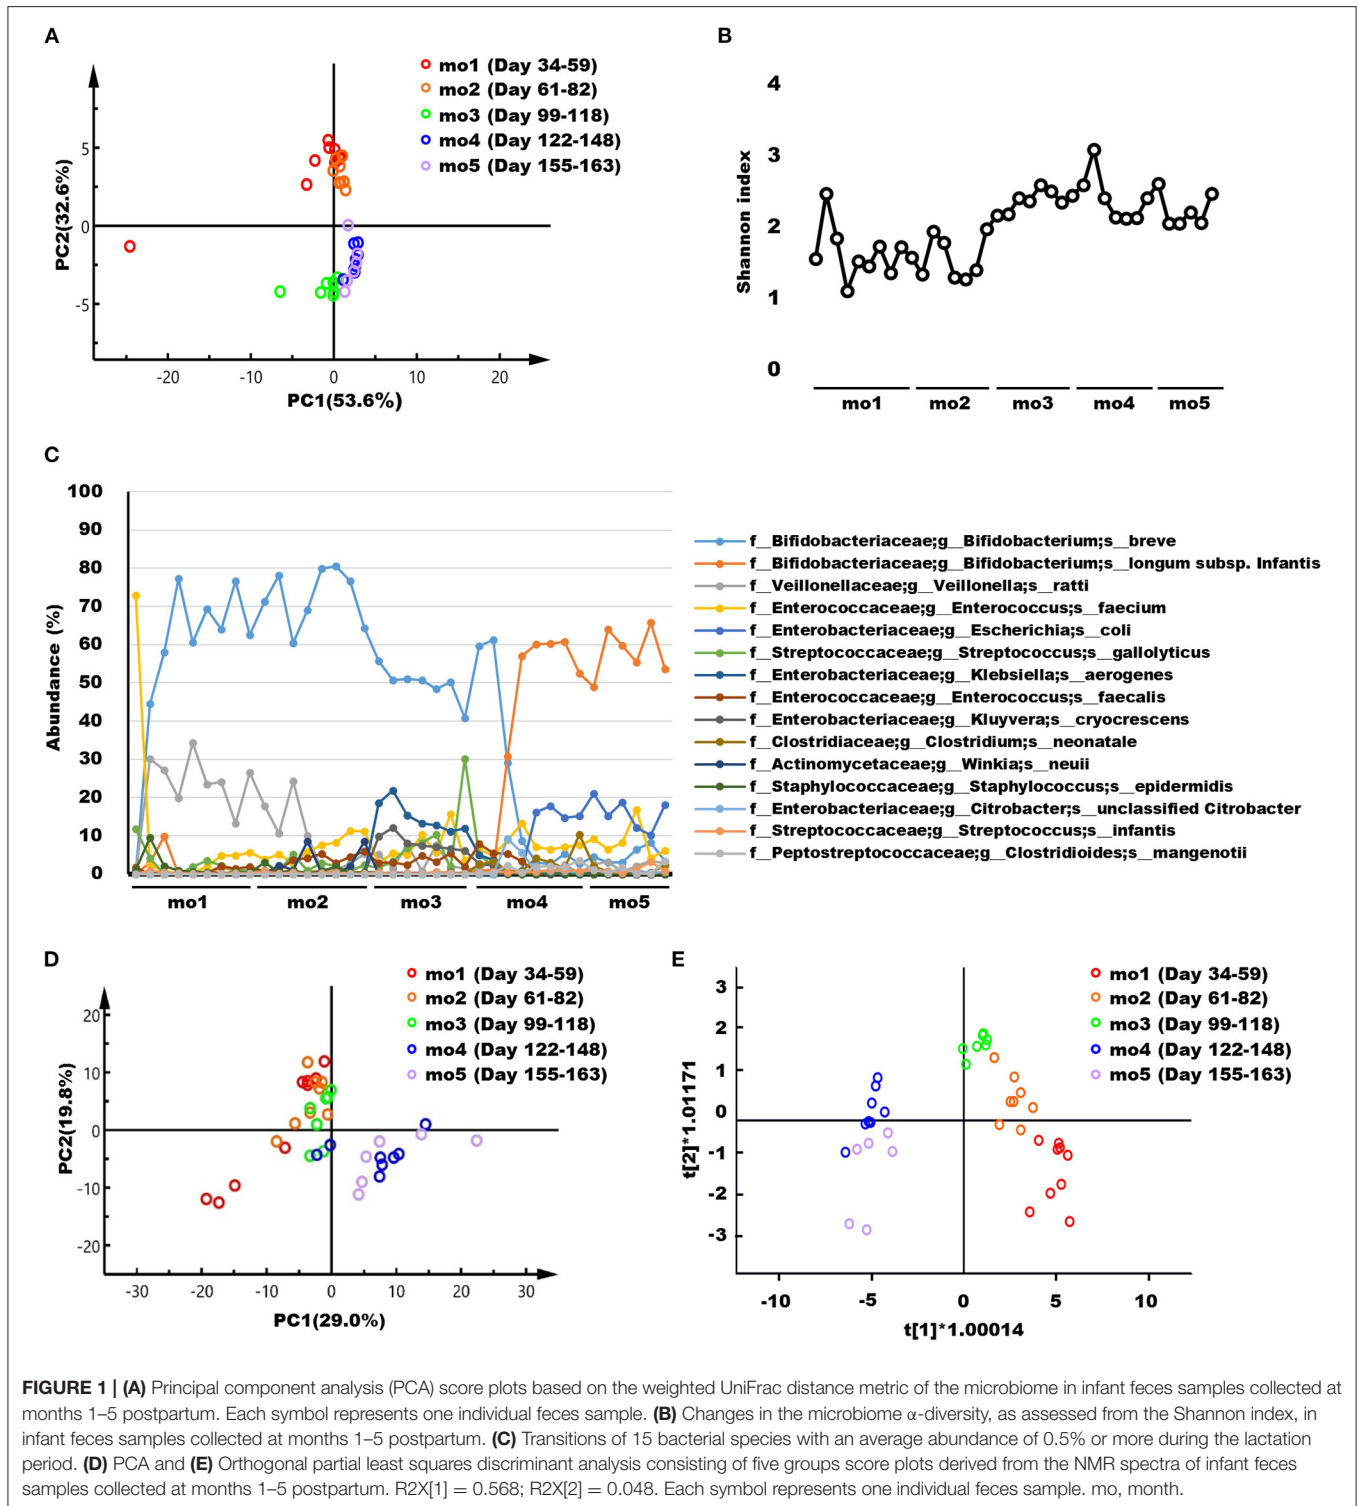 A
mo1 (Day 34-59)
mo2 (Day 61-82)
mo3 (Day 99-118)
mo4 (Day 122-148)
mo5 (Day 155-163)
PC2(32.6%)
5
0
-5
-20
-10
0
10
20
PC1(53.6%)
B
Shannon index
4
3
2
1
0
mo1
mo2
mo3
mo4
mo5
C
Abundance (%)
100
90
80
70
60
50
40
30
20
10
0
mo1
mo2
mo3
mo4
mo5
f__Bifidobacteriaceae;g__Bifidobacterium;s__breve
f__Bifidobacteriaceae;g__Bifidobacterium;s__longum subsp. Infantis
f__Veillonellaceae;g__Veillonella;s__ratti
f__Enterococcaceae;g__Enterococcus;s__faecium
f__Enterobacteriaceae;g__Escherichia;s__coli
f__Streptococcaceae;g__Streptococcus;s__gallolyticus
f__Enterobacteriaceae;g__Klebsiella;s__aerogenes
f__Enterococcaceae;g__Enterococcus;s__faecalis
f__Enterobacteriaceae;g__Kluyvera;s__cryocrescens
f__Clostridiaceae;g__Clostridium;s__neonatale
f__Actinomycetaceae;g__Winkia;s__neuii
f__Staphylococcaceae;g__Staphylococcus;s__epidermidis
f__Enterobacteriaceae;g__Citrobacter;s__unclassified Citrobacter
f__Streptococcaceae;g__Streptococcus;s__infantis
f__Peptostreptococcaceae;g__Clostridioides;s__mangenotii
D
mo1 (Day 34-59)
mo2 (Day 61-82)
mo3 (Day 99-118)
mo4 (Day 122-148)
mo5 (Day 155-163)
PC2(19.8%)
20
10
0
-10
-20
-30
-20
-10
0
10
20
30
PC1(29.0%)
E
mo1 (Day 34-59)
mo2 (Day 61-82)
mo3 (Day 99-118)
mo4 (Day 122-148)
mo5 (Day 155-163)
t[2]*1.01171
3
2
1
0
-1
-2
-3
-10
-5
0
5
10
t[1]*1.00014
FIGURE 1 | (A) Principal component analysis (PCA) score plots based on the weighted UniFrac distance metric of the microbiome in infant feces samples collected at
months 1–5 postpartum. Each symbol represents one individual feces sample. (B) Changes in the microbiome α-diversity, as assessed from the Shannon index, in
infant feces samples collected at months 1–5 postpartum. (C) Transitions of 15 bacterial species with an average abundance of 0.5% or more during the lactation
period. (D) PCA and (E) Orthogonal partial least squares discriminant analysis consisting of five groups score plots derived from the NMR spectra of infant feces
samples collected at months 1–5 postpartum. R2X[1] = 0.568; R2X[2] = 0.048. Each symbol represents one individual feces sample. mo, month.